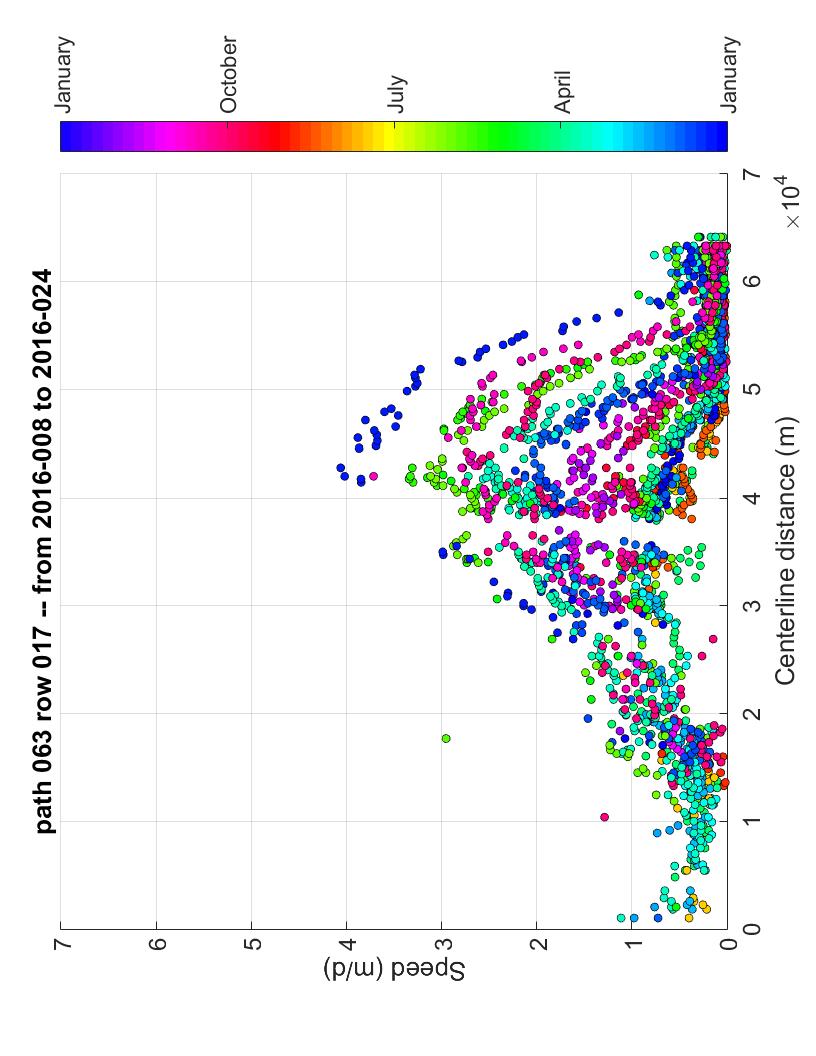 path 063 row 017 -- from 2016-008 to 2016-024
Speed (m/d)
7
6
5
4
3
2
1
0
0
1
2
3
4
5
6
7
×10⁴
Centerline distance (m)
January
October
July
April
January